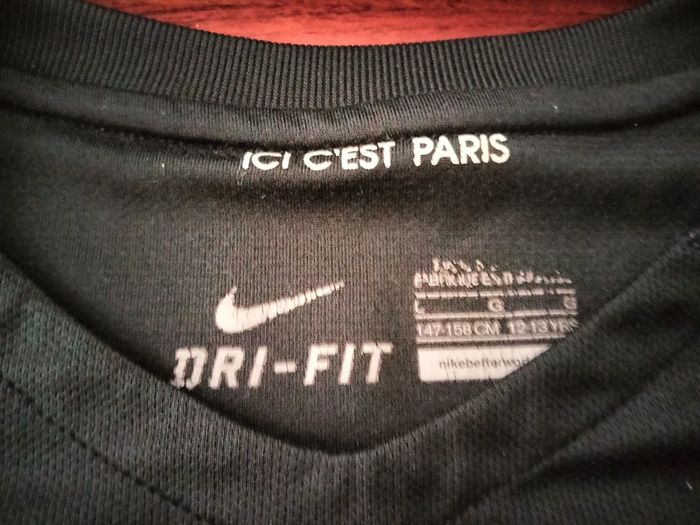 ICI C'EST PARIS
DRI-FIT
L G G
147-158 CM 12-13 YRS